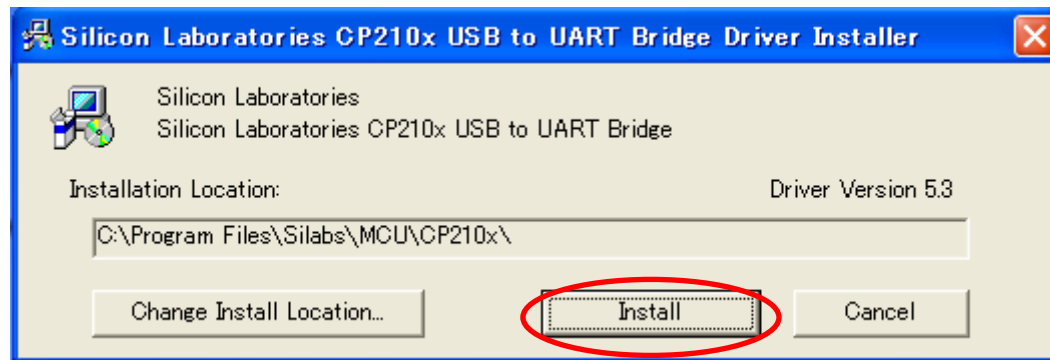 Silicon Laboratories CP210x USB to UART Bridge Driver Installer
Silicon Laboratories
Silicon Laboratories CP210x USB to UART Bridge
Installation Location:
Driver Version 5.3
C:\Program Files\Silabs\MCU\CP210x\
Change Install Location...
Install
Cancel